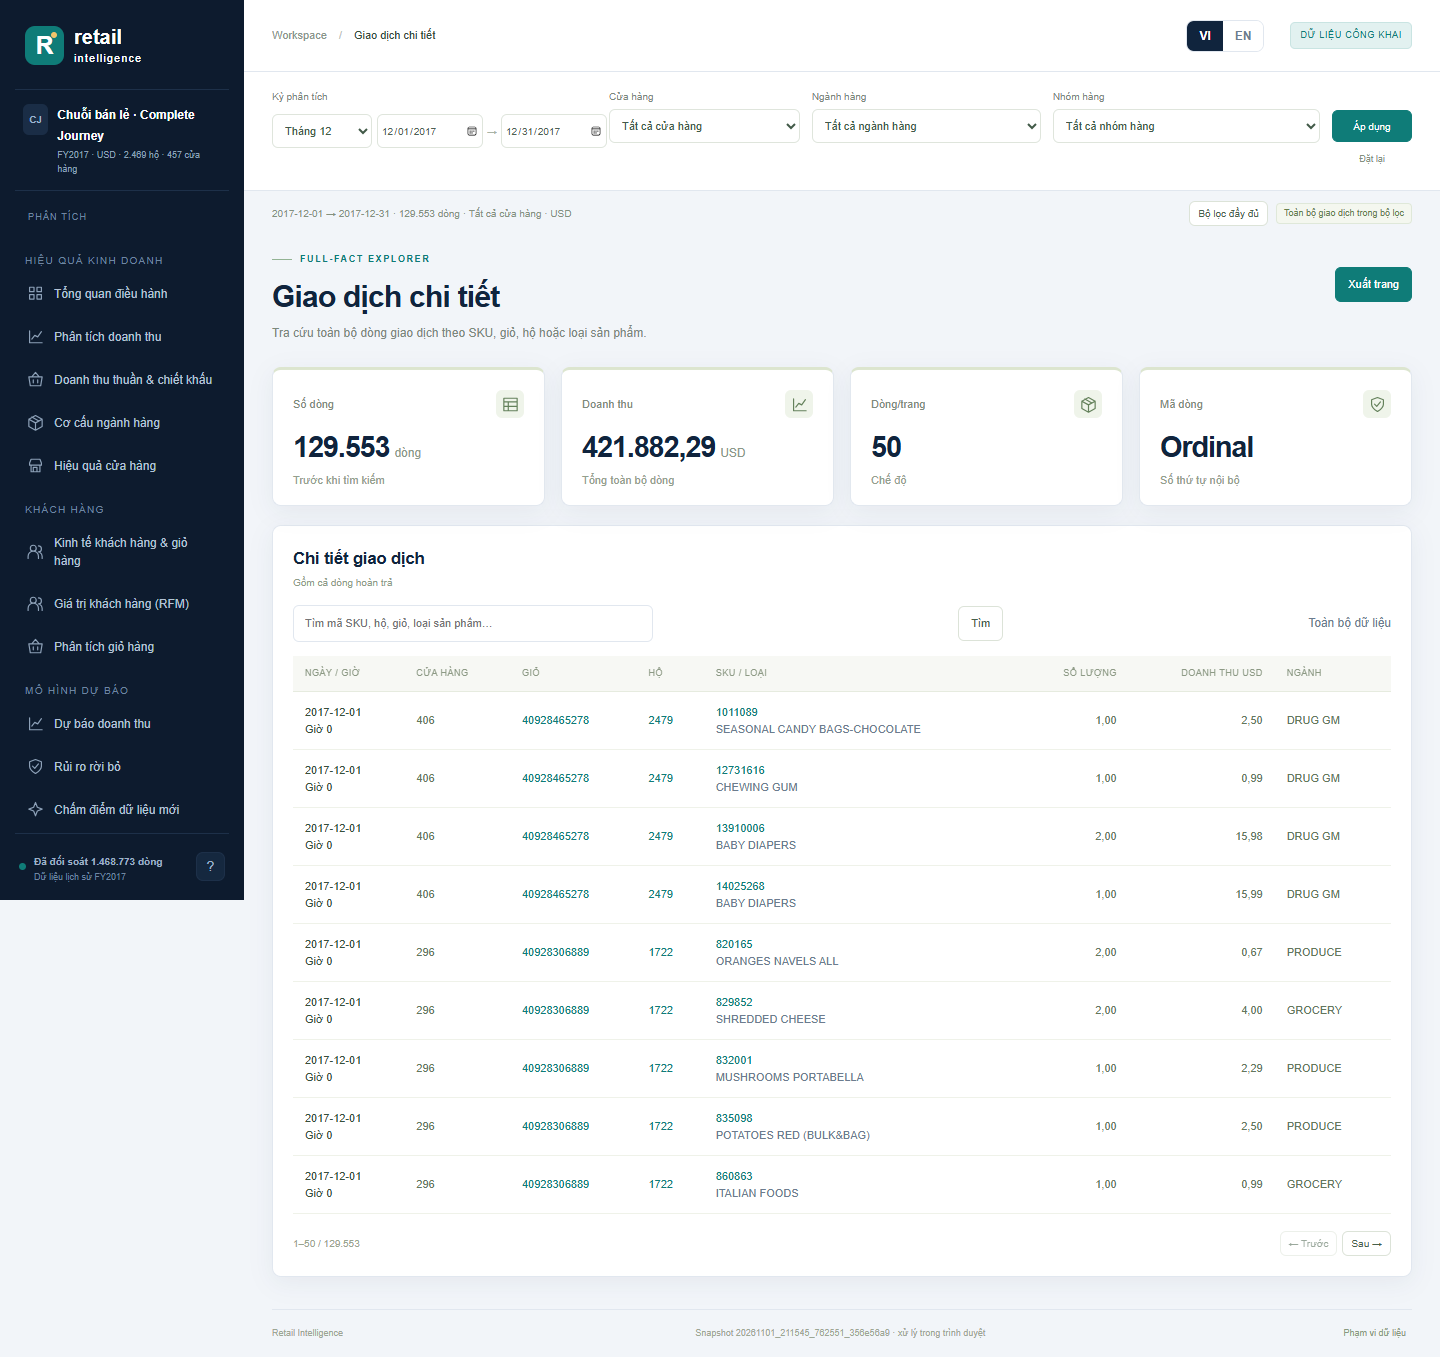 retail
intelligence
CJ
Chuỗi bán lẻ · Complete Journey
FY2017 · USD · 2.469 hộ · 457 cửa hàng
PHÂN TÍCH
HIỆU QUẢ KINH DOANH
Tổng quan điều hành
Phân tích doanh thu
Doanh thu thuần & chiết khấu
Cơ cấu ngành hàng
Hiệu quả cửa hàng
KHÁCH HÀNG
Kinh tế khách hàng & giỏ hàng
Giá trị khách hàng (RFM)
Phân tích giỏ hàng
MÔ HÌNH DỰ BÁO
Dự báo doanh thu
Rủi ro rời bỏ
Chấm điểm dữ liệu mới
Đã đối soát 1.468.773 dòng
Dữ liệu lịch sử FY2017
?
Workspace / Giao dịch chi tiết
VI EN
DỮ LIỆU CÔNG KHAI
Kỳ phân tích
Tháng 12
12/01/2017 → 12/31/2017
Cửa hàng
Tất cả cửa hàng
Ngành hàng
Tất cả ngành hàng
Nhóm hàng
Tất cả nhóm hàng
Áp dụng
Đặt lại
2017-12-01 → 2017-12-31 · 129.553 dòng · Tất cả cửa hàng · USD
Bộ lọc đầy đủ
Toàn bộ giao dịch trong bộ lọc
FULL-FACT EXPLORER
Giao dịch chi tiết
Tra cứu toàn bộ dòng giao dịch theo SKU, giỏ, hộ hoặc loại sản phẩm.
Xuất trang
Số dòng
129.553 dòng
Trước khi tìm kiếm
Doanh thu
421.882,29 USD
Tổng toàn bộ dòng
Dòng/trang
50
Chế độ
Mã dòng
Ordinal
Số thứ tự nội bộ
Chi tiết giao dịch
Gồm cả dòng hoàn trả
Tìm mã SKU, hộ, giỏ, loại sản phẩm...
Tìm
Toàn bộ dữ liệu
NGÀY / GIỜ CỬA HÀNG GIỎ HỘ SKU / LOẠI SỐ LƯỢNG DOANH THU USD NGÀNH
2017-12-01 Giờ 0 406 40928465278 2479 1011089 SEASONAL CANDY BAGS-CHOCOLATE 1,00 2,50 DRUG GM
2017-12-01 Giờ 0 406 40928465278 2479 12731616 CHEWING GUM 1,00 0,99 DRUG GM
2017-12-01 Giờ 0 406 40928465278 2479 13910006 BABY DIAPERS 2,00 15,98 DRUG GM
2017-12-01 Giờ 0 406 40928465278 2479 14025268 BABY DIAPERS 1,00 15,99 DRUG GM
2017-12-01 Giờ 0 296 40928306889 1722 820165 ORANGES NAVELS ALL 2,00 0,67 PRODUCE
2017-12-01 Giờ 0 296 40928306889 1722 829852 SHREDDED CHEESE 2,00 4,00 GROCERY
2017-12-01 Giờ 0 296 40928306889 1722 832001 MUSHROOMS PORTABELLA 1,00 2,29 PRODUCE
2017-12-01 Giờ 0 296 40928306889 1722 835098 POTATOES RED (BULK&BAG) 1,00 2,50 PRODUCE
2017-12-01 Giờ 0 296 40928306889 1722 860863 ITALIAN FOODS 1,00 0,99 GROCERY
1–50 / 129.553
← Trước
Sau →
Retail Intelligence
Snapshot 20261101_211545_762551_356e56a9 · xử lý trong trình duyệt
Phạm vi dữ liệu